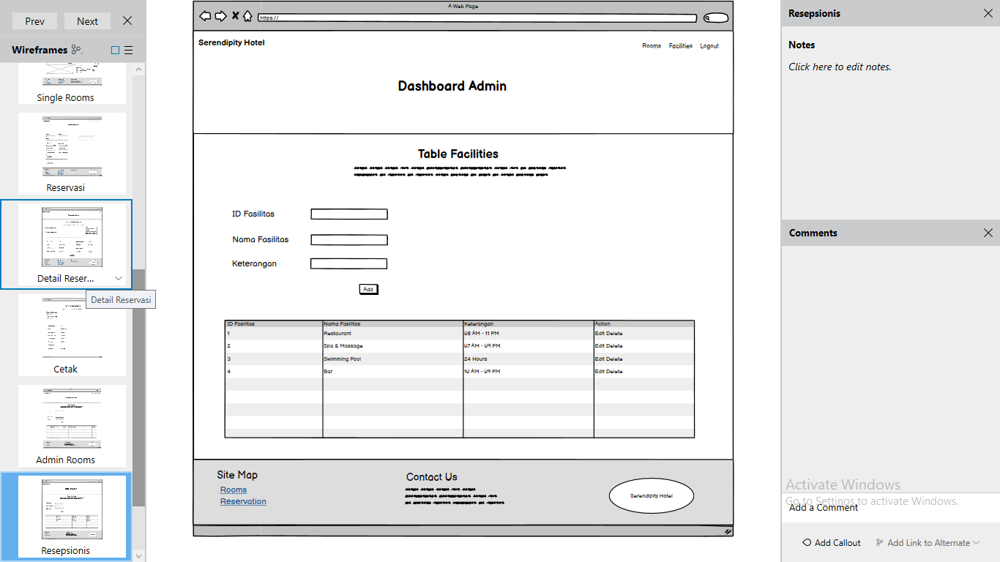 Prev
Next
Wireframes
Single Rooms
Reservasi
Detail Reser...
Detail Reservasi
Cetak
Admin Rooms
Resepsionis
A Web Page
https://
Serendipity Hotel
Rooms Facilities Logout
Dashboard Admin
Table Facilities
ID Fasilitas
Nama Fasilitas
Keterangan
Add
ID Fasilitas Nama Fasilitas Keterangan Action
1 Restaurant 08 AM - 11 PM Edit Delete
2 Spa & Massage 07 AM - 09 PM Edit Delete
3 Swimming Pool 24 Hours Edit Delete
4 Bar 10 AM - 09 PM Edit Delete
Site Map
Rooms
Reservation
Contact Us
Serendipity Hotel
Resepsionis
Notes
Click here to edit notes.
Comments
Activate Windows
Go to Settings to activate Windows.
Add a Comment
Add Callout
Add Link to Alternate